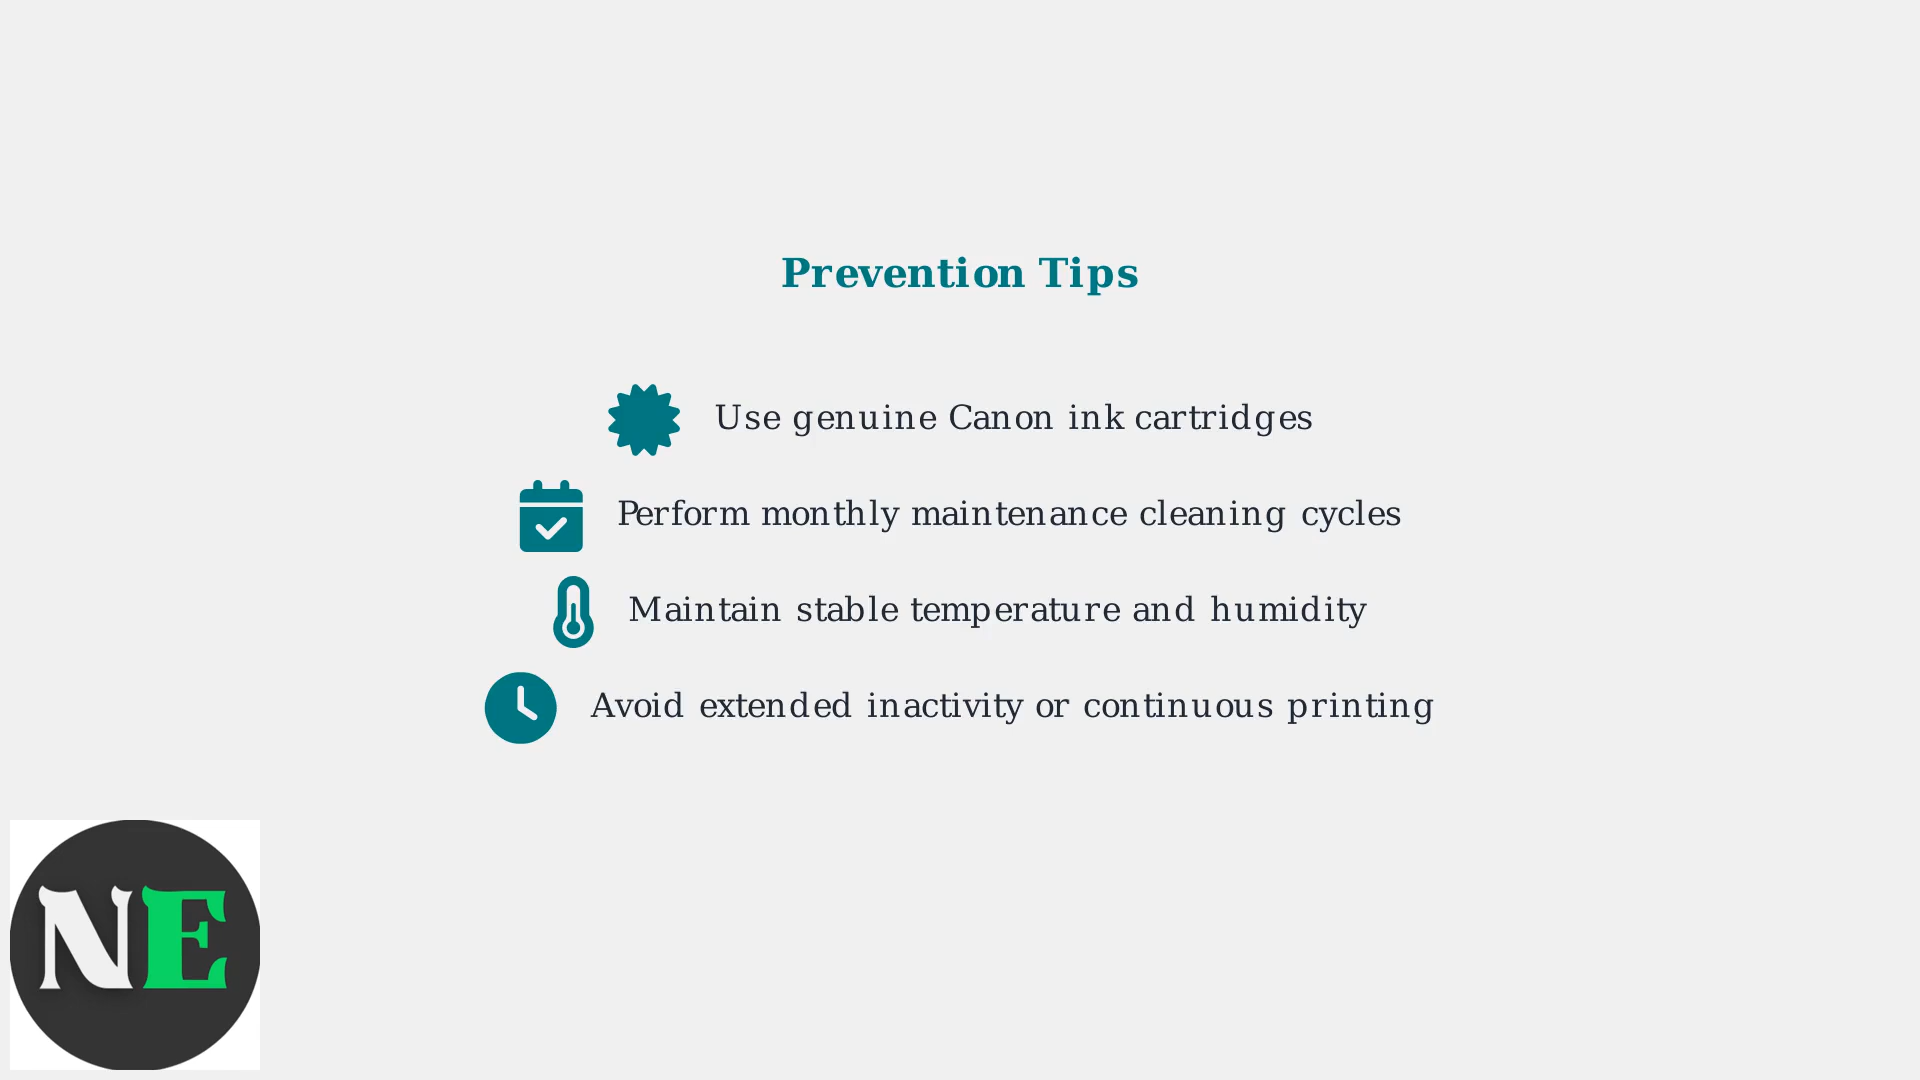 Prevention Tips
Use genuine Canon ink cartridges
Perform monthly maintenance cleaning cycles
Maintain stable temperature and humidity
Avoid extended inactivity or continuous printing
NE